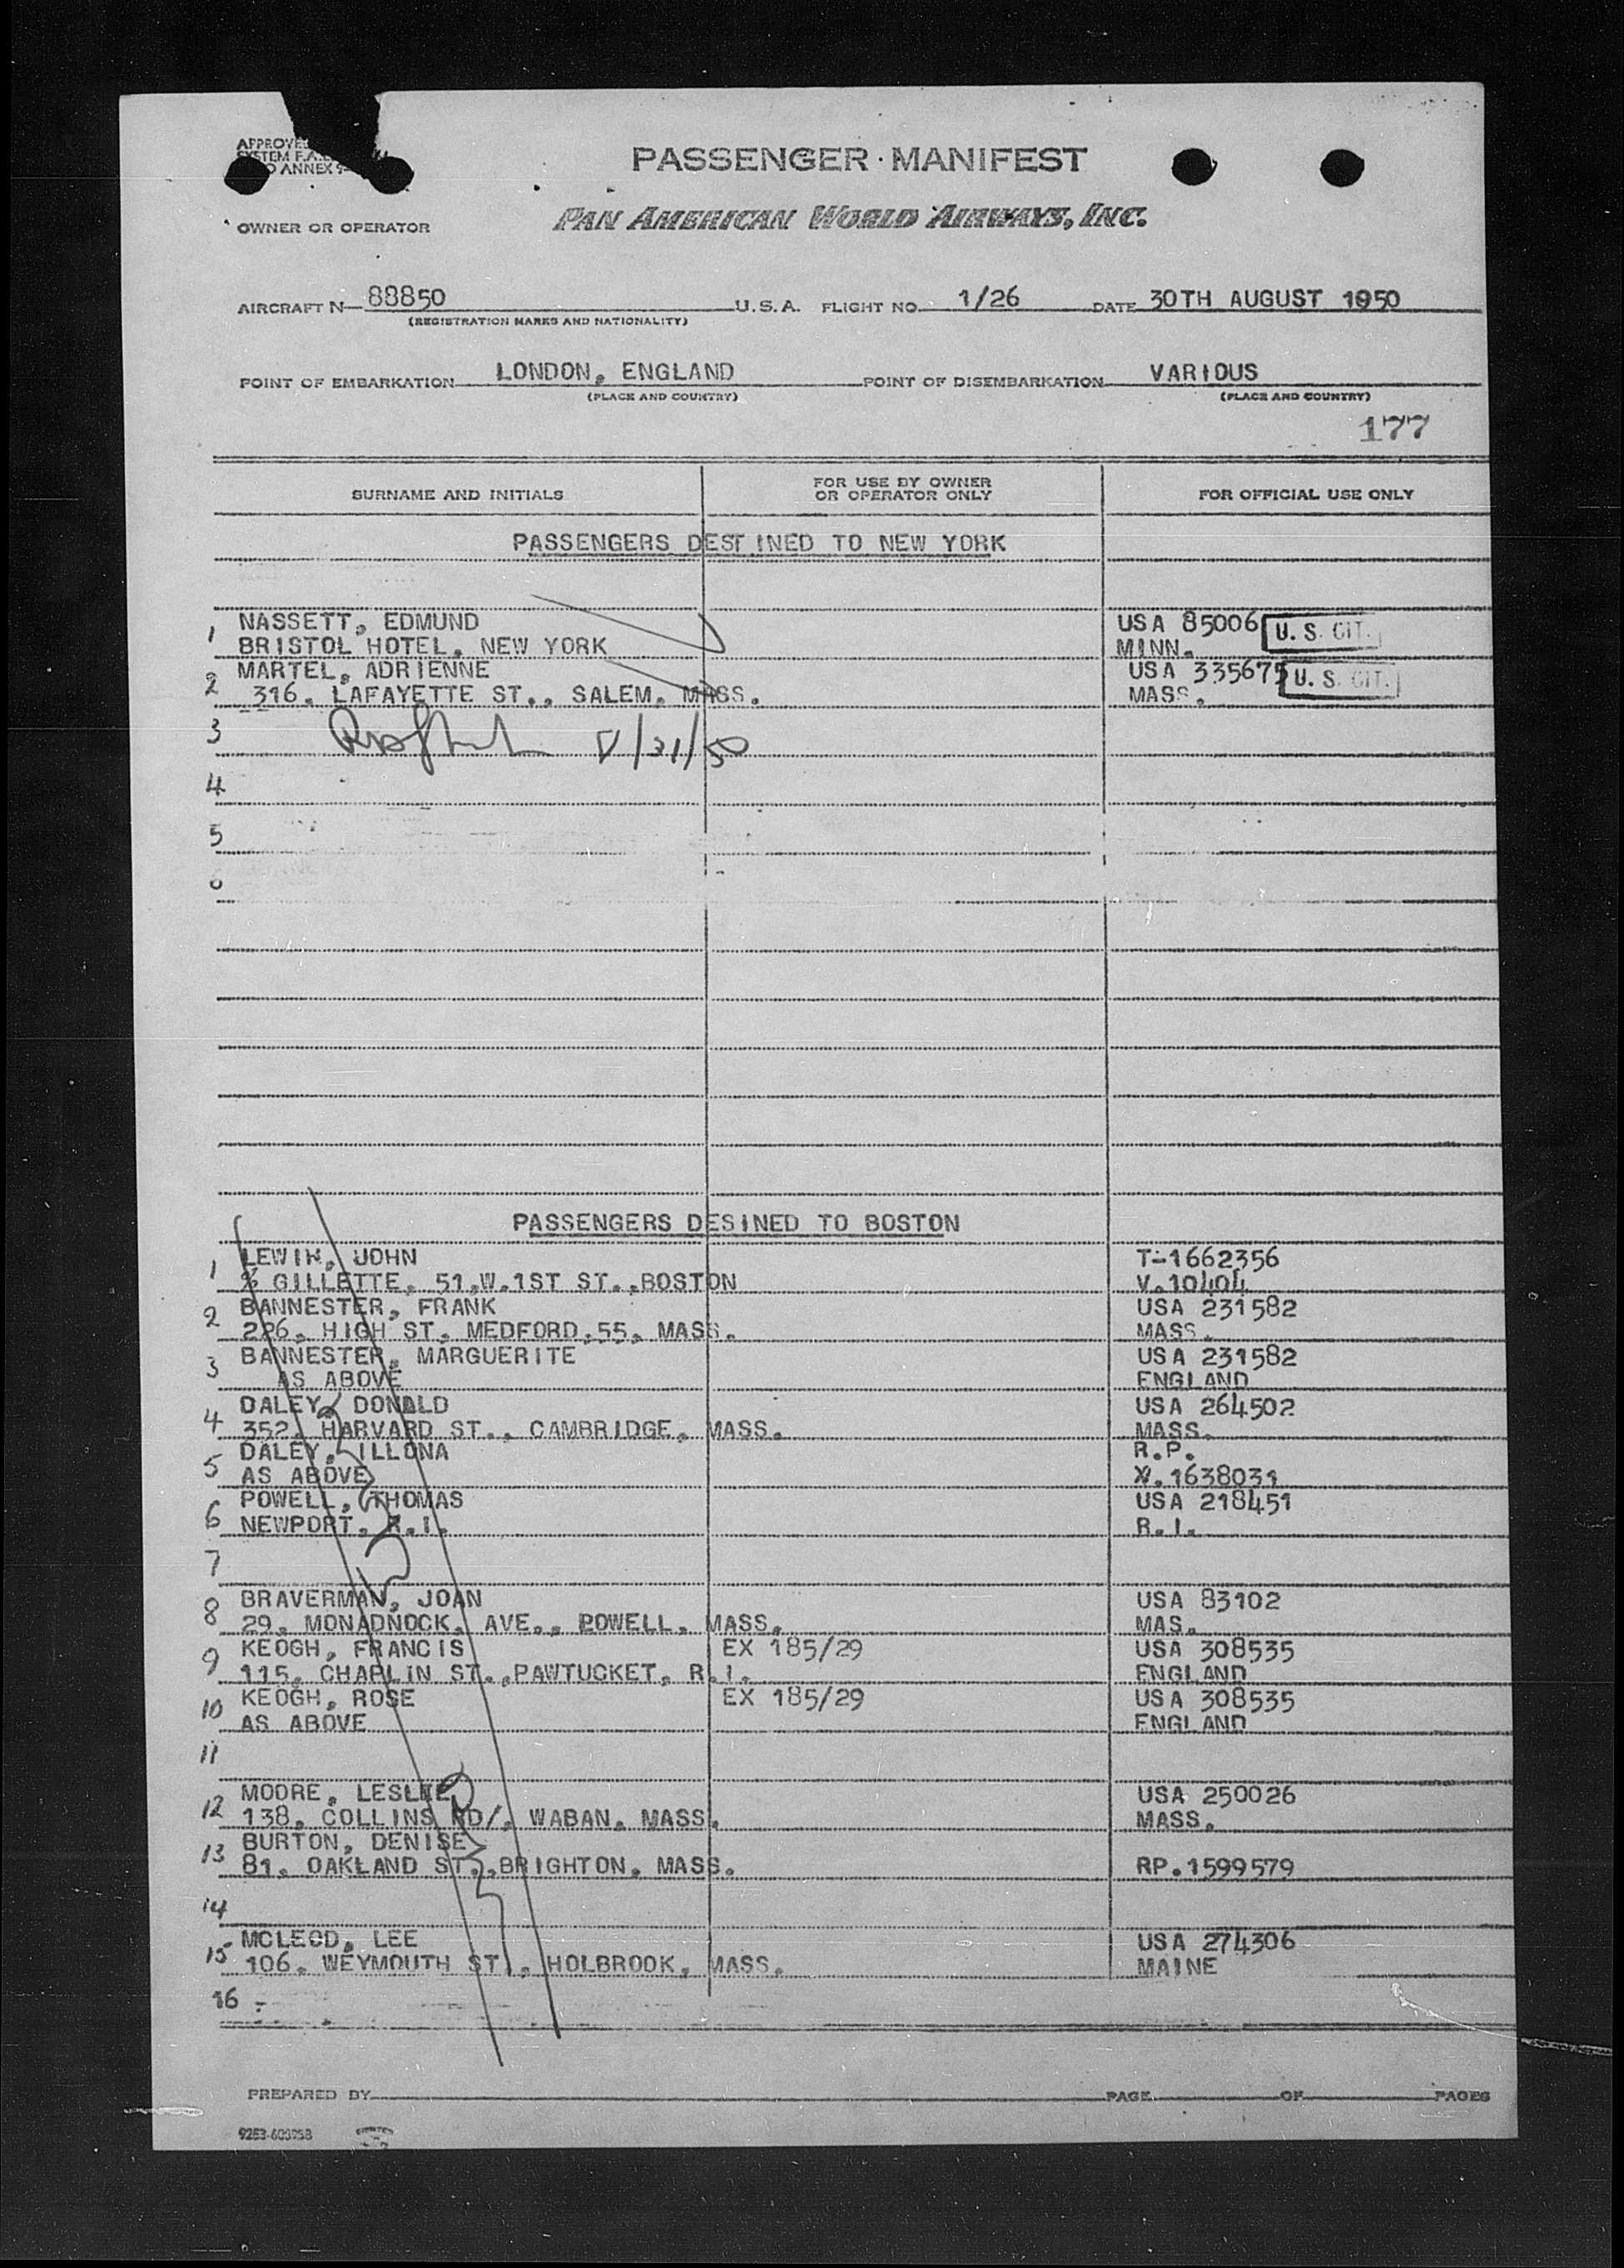 PASSENGER MANIFEST
PAN AMERICAN WORLD AIRWAYS, INC.
OWNER OR OPERATOR
AIRCRAFT N 88850 U.S.A. FLIGHT NO. 1/26 DATE 30TH AUGUST 1950
(REGISTRATION MARKS AND NATIONALITY)
POINT OF EMBARKATION LONDON, ENGLAND POINT OF DISEMBARKATION VARIOUS
(PLACE AND COUNTRY) (PLACE AND COUNTRY)
177
SURNAME AND INITIALS FOR USE BY OWNER OR OPERATOR ONLY FOR OFFICIAL USE ONLY
PASSENGERS DESTINED TO NEW YORK
1 NASSETT, EDMUND USA 85006 U. S. CIT.
BRISTOL HOTEL, NEW YORK MINN.
2 MARTEL, ADRIENNE USA 335675 U. S. CIT.
316, LAFAYETTE ST., SALEM, MASS. MASS.
3
4
5
6
PASSENGERS DESINED TO BOSTON
1 LEWIN, JOHN T-1662356
% GILLETTE, 51,W.1ST ST.,BOSTON V.10404
2 BANNESTER, FRANK USA 231582
226, HIGH ST, MEDFORD,55, MASS. MASS.
3 BANNESTER, MARGUERITE USA 231582
AS ABOVE ENGLAND
4 DALEY, DONALD USA 264502
352, HARVARD ST., CAMBRIDGE, MASS. MASS.
5 DALEY, ILLONA R.P.
AS ABOVE 1638031
6 POWELL, THOMAS USA 218451
NEWPORT, R.I. R.I.
7
8 BRAVERMAN, JOAN USA 83102
29, MONADNOCK, AVE., POWELL, MASS. MAS.
9 KEOGH, FRANCIS EX 185/29 USA 308535
115, CHAPLIN ST.,PAWTUCKET, R.I. ENGLAND
10 KEOGH, ROSE EX 185/29 USA 308535
AS ABOVE ENGLAND
11
12 MOORE, LESLIE USA 250026
138, COLLINS RD/, WABAN, MASS. MASS.
13 BURTON, DENISE
81, OAKLAND ST.,BRIGHTON, MASS. RP.1599579
14
15 MCLEOD, LEE USA 274306
106, WEYMOUTH ST., HOLBROOK, MASS. MAINE
16
PREPARED BY PAGE OF PAGES